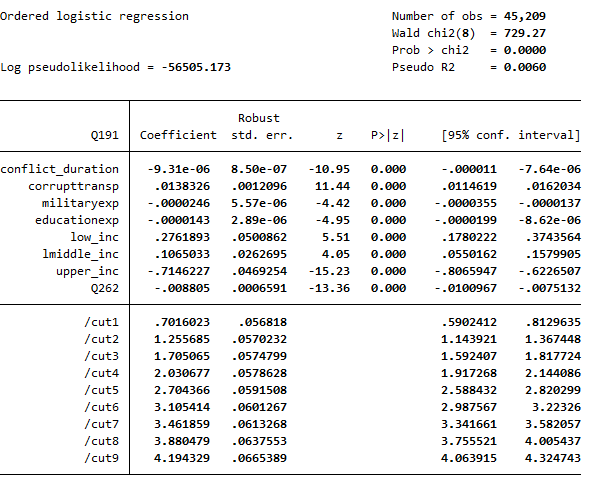 Ordered logistic regression Number of obs = 45,209
Wald chi2(8) = 729.27
Prob > chi2 = 0.0000
Log pseudolikelihood = -56505.173 Pseudo R2 = 0.0060
Robust
Q191 Coefficient std. err. z P>|z| [95% conf. interval]
conflict_duration -9.31e-06 8.50e-07 -10.95 0.000 -.000011 -7.64e-06
corrupttransp .0138326 .0012096 11.44 0.000 .0114619 .0162034
militaryexp -.0000246 5.57e-06 -4.42 0.000 -.0000355 -.0000137
educationexp -.0000143 2.89e-06 -4.95 0.000 -.0000199 -8.62e-06
low_inc .2761893 .0500862 5.51 0.000 .1780222 .3743564
lmiddle_inc .1065033 .0262695 4.05 0.000 .0550162 .1579905
upper_inc -.7146227 .0469254 -15.23 0.000 -.8065947 -.6226507
Q262 -.008805 .0006591 -13.36 0.000 -.0100967 -.0075132
/cut1 .7016023 .056818 .5902412 .8129635
/cut2 1.255685 .0570232 1.143921 1.367448
/cut3 1.705065 .0574799 1.592407 1.817724
/cut4 2.030677 .0578628 1.917268 2.144086
/cut5 2.704366 .0591508 2.588432 2.820299
/cut6 3.105414 .0601267 2.987567 3.22326
/cut7 3.461859 .0613268 3.341661 3.582057
/cut8 3.880479 .0637553 3.755521 4.005437
/cut9 4.194329 .0665389 4.063915 4.324743